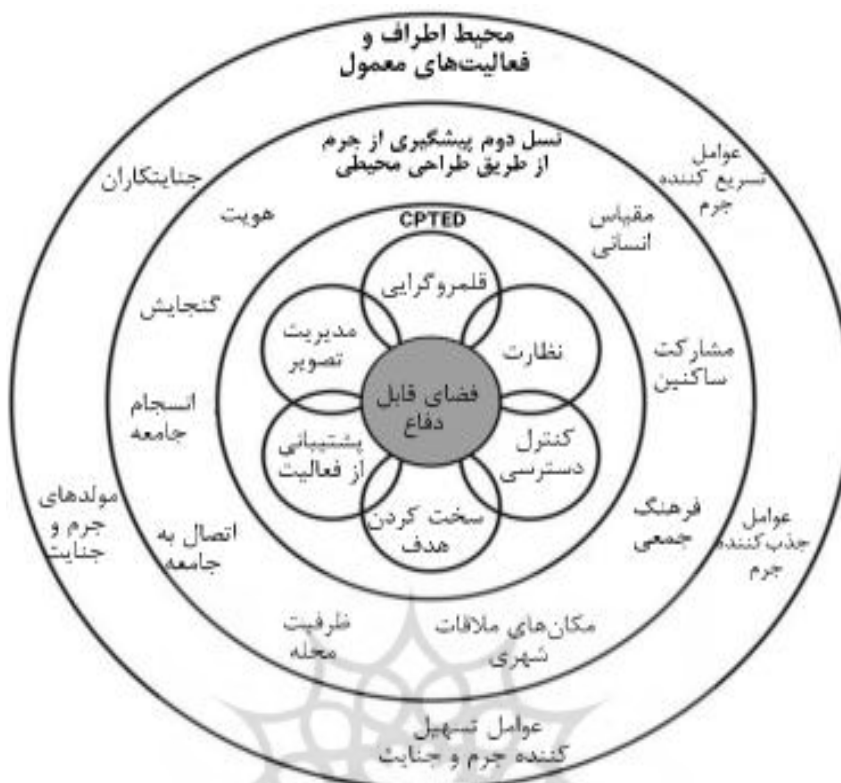 محیط اطراف و
فعالیت‌های معمول
نسل دوم پیشگیری از جرم
از طریق طراحی محیطی
عوامل
تسریع کننده
جرم
جنایتکاران
هویت
CPTED
مقیاس
انسانی
قلمروگرایی
گنجایش
مدیریت
تصویر
نظارت
مشارکت
ساکنین
فضای قابل
دفاع
انسجام
جامعه
پشتیبانی
از فعالیت
کنترل
دسترسی
سخت کردن
هدف
مولدهای
جرم و
جنایت
اتصال به
جامعه
فرهنگ
جمعی
عوامل
جذب‌کننده
جرم
ظرفیت
محله
مکان‌های ملاقات
شهری
عوامل تسهیل
کننده جرم و جنایت